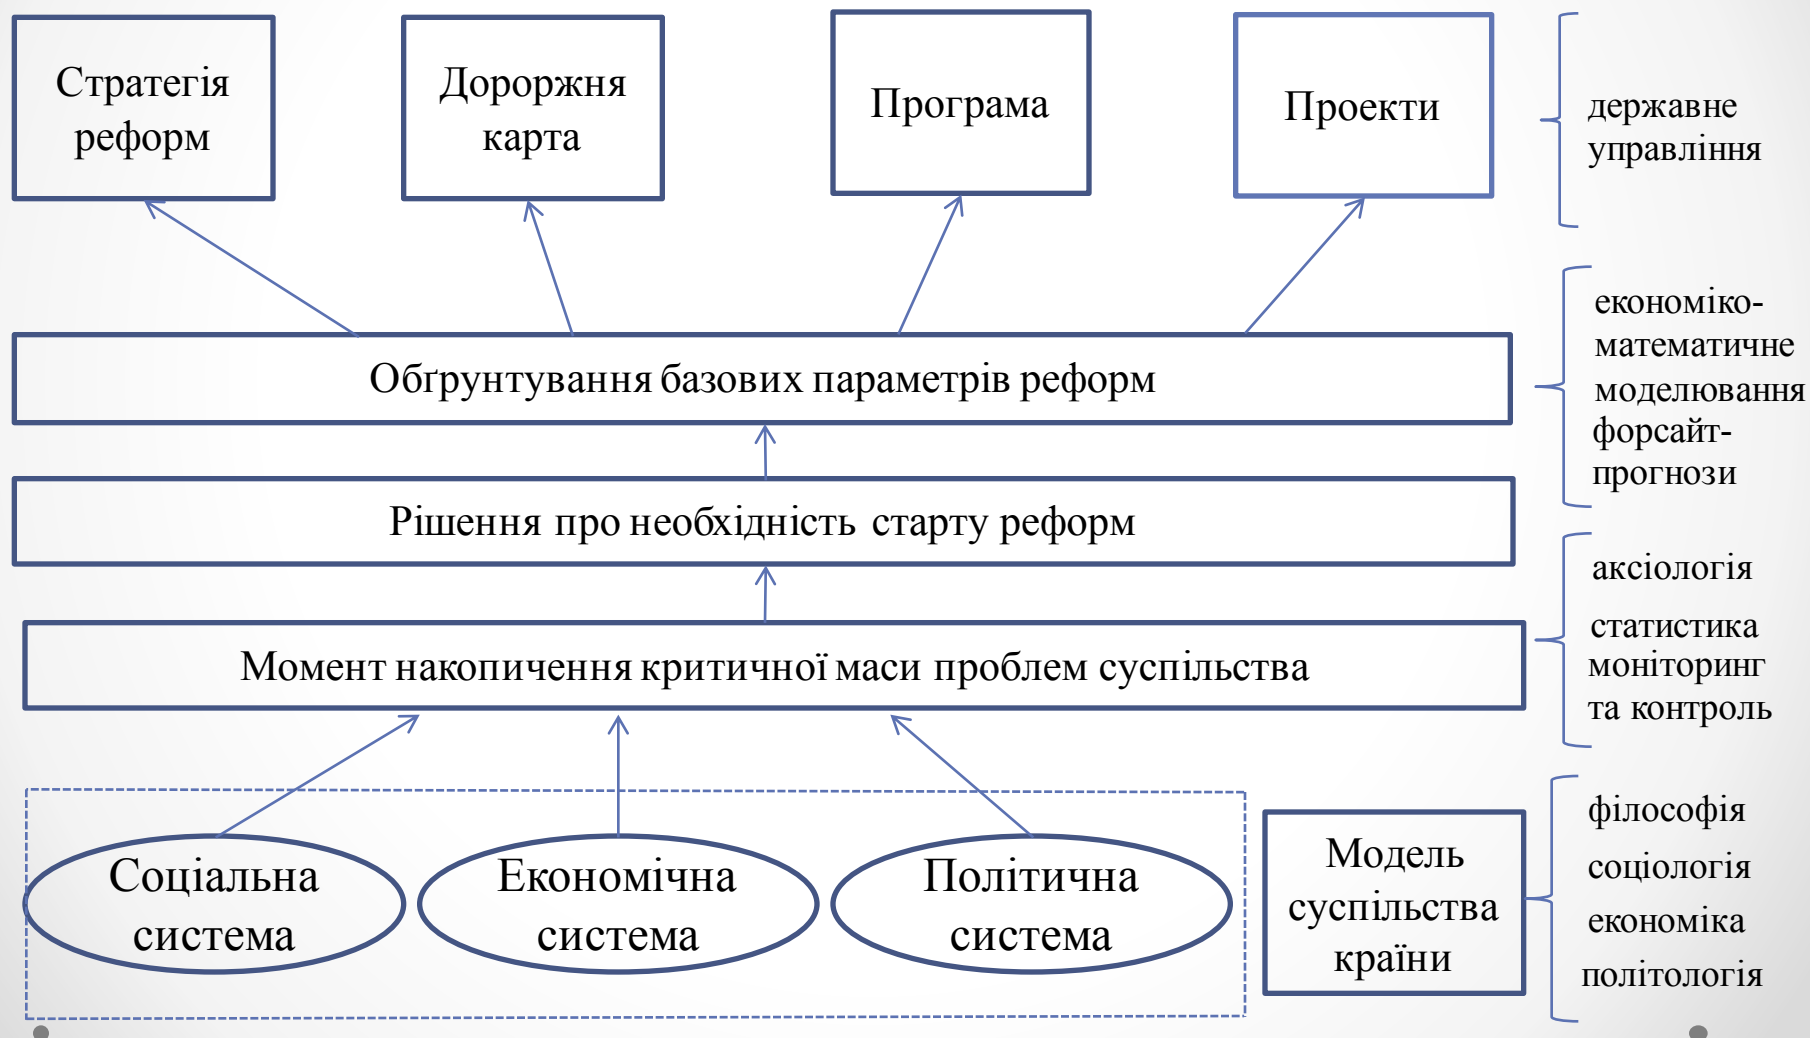 Стратегія
реформ
Дороржня
карта
Програма
Проекти
державне
управління
Обґрунтування базових параметрів реформ
економіко-
математичне
моделювання
форсайт-
прогнози
Рішення про необхідність старту реформ
Момент накопичення критичної маси проблем суспільства
аксіологія
статистика
моніторинг
та контроль
Соціальна
система
Економічна
система
Політична
система
Модель
суспільства
країни
філософія
соціологія
економіка
політологія